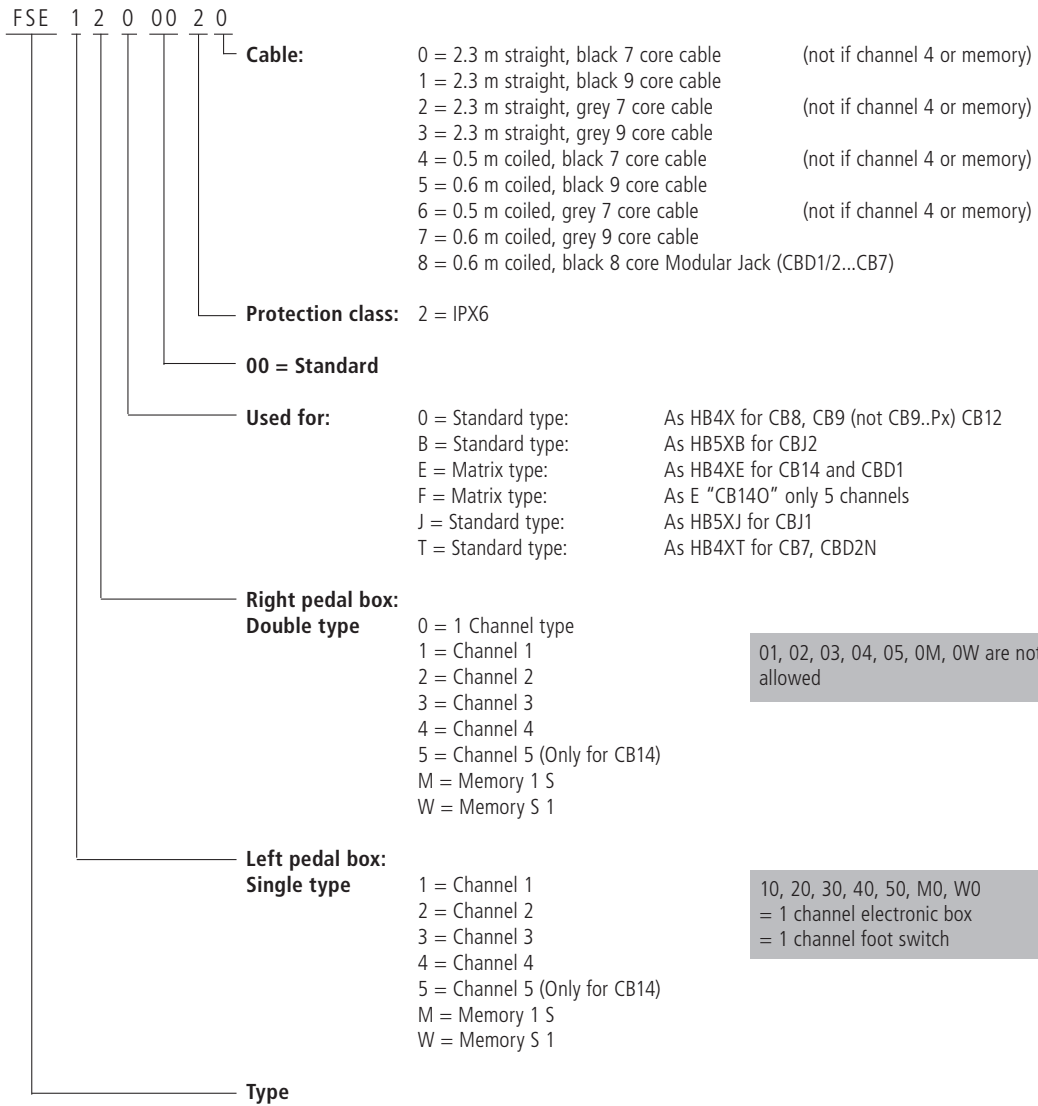 FSE 1 2 0 00 2 0
Cable: 0 = 2.3 m straight, black 7 core cable (not if channel 4 or memory)
1 = 2.3 m straight, black 9 core cable
2 = 2.3 m straight, grey 7 core cable (not if channel 4 or memory)
3 = 2.3 m straight, grey 9 core cable
4 = 0.5 m coiled, black 7 core cable (not if channel 4 or memory)
5 = 0.6 m coiled, black 9 core cable
6 = 0.5 m coiled, grey 7 core cable (not if channel 4 or memory)
7 = 0.6 m coiled, grey 9 core cable
8 = 0.6 m coiled, black 8 core Modular Jack (CBD1/2...CB7)
Protection class: 2 = IPX6
00 = Standard
Used for: 0 = Standard type: As HB4X for CB8, CB9 (not CB9..Px) CB12
B = Standard type: As HB5XB for CBJ2
E = Matrix type: As HB4XE for CB14 and CBD1
F = Matrix type: As E “CB14O” only 5 channels
J = Standard type: As HB5XJ for CBJ1
T = Standard type: As HB4XT for CB7, CBD2N
Right pedal box:
Double type 0 = 1 Channel type
1 = Channel 1
2 = Channel 2
3 = Channel 3
4 = Channel 4
5 = Channel 5 (Only for CB14)
M = Memory 1 S
W = Memory S 1
01, 02, 03, 04, 05, 0M, 0W are not
allowed
Left pedal box:
Single type 1 = Channel 1
2 = Channel 2
3 = Channel 3
4 = Channel 4
5 = Channel 5 (Only for CB14)
M = Memory 1 S
W = Memory S 1
10, 20, 30, 40, 50, M0, W0
= 1 channel electronic box
= 1 channel foot switch
Type